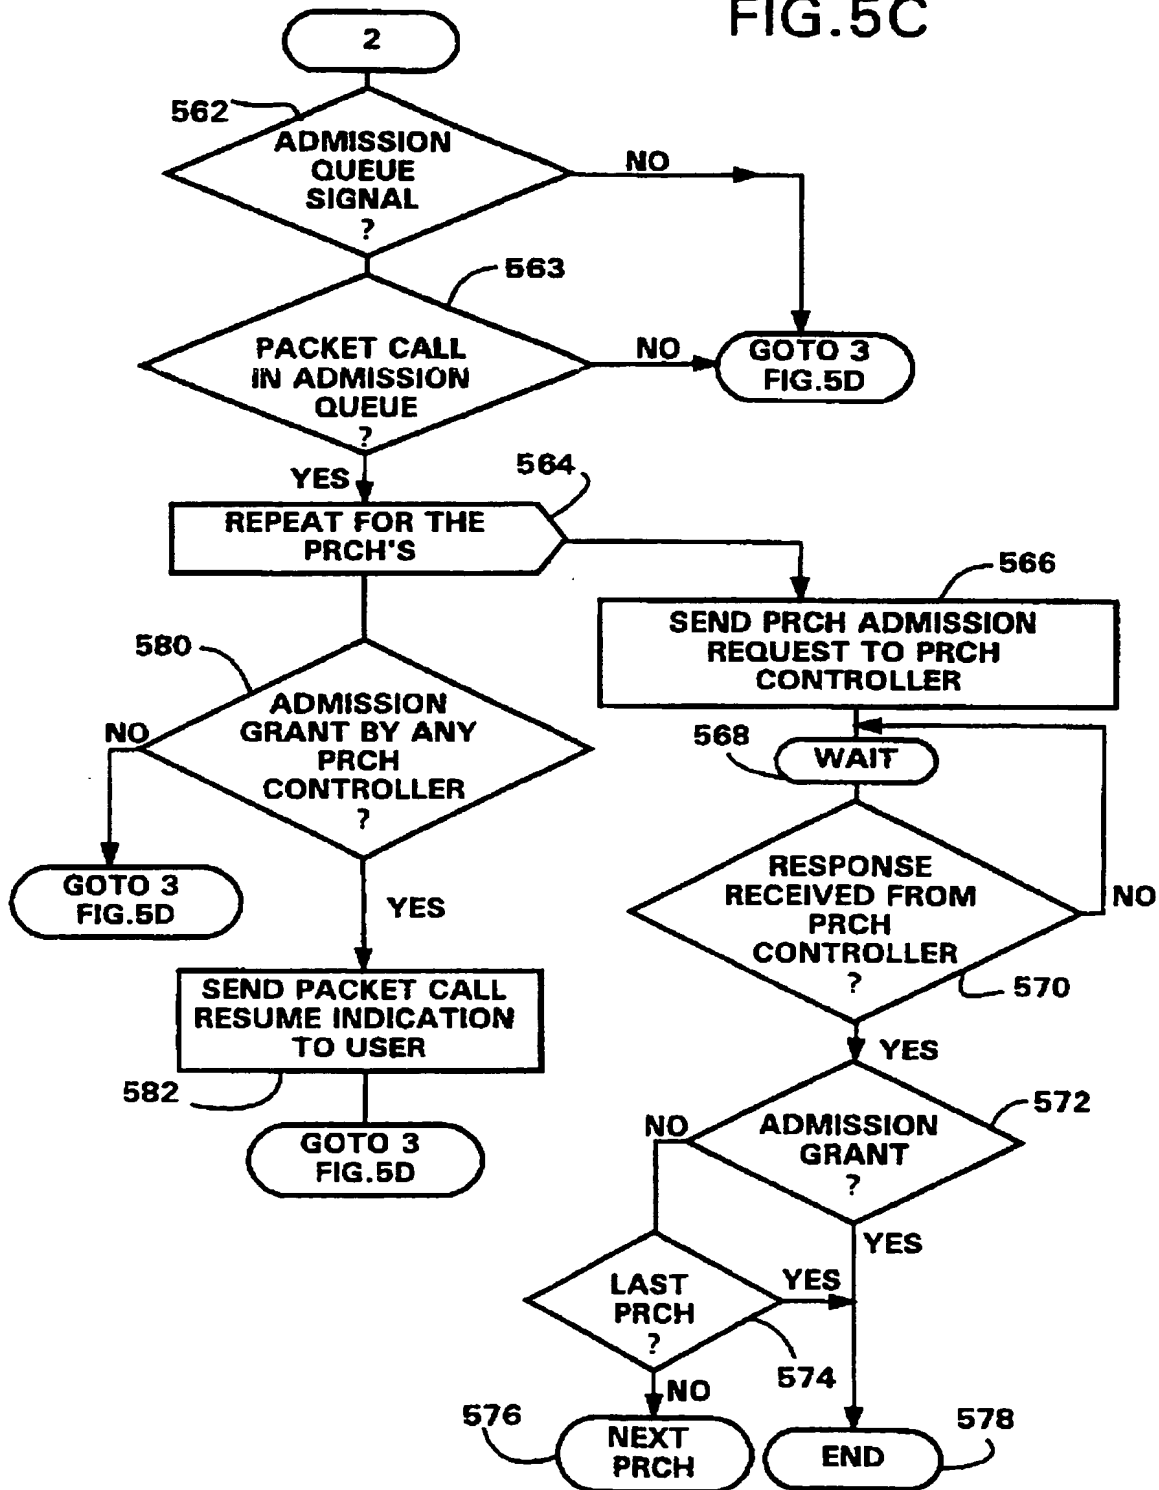 FIG.5C
2
562
ADMISSION
QUEUE
SIGNAL
?
NO
563
PACKET CALL
IN ADMISSION
QUEUE
?
NO
GOTO 3
FIG.5D
YES
564
REPEAT FOR THE
PRCH'S
566
SEND PRCH ADMISSION
REQUEST TO PRCH
CONTROLLER
580
ADMISSION
GRANT BY ANY
PRCH
CONTROLLER
?
NO
GOTO 3
FIG.5D
YES
568
WAIT
RESPONSE
RECEIVED FROM
PRCH
CONTROLLER
?
NO
570
YES
SEND PACKET CALL
RESUME INDICATION
TO USER
582
GOTO 3
FIG.5D
572
ADMISSION
GRANT
?
NO
YES
LAST
PRCH
?
YES
574
NO
576
NEXT
PRCH
END
578